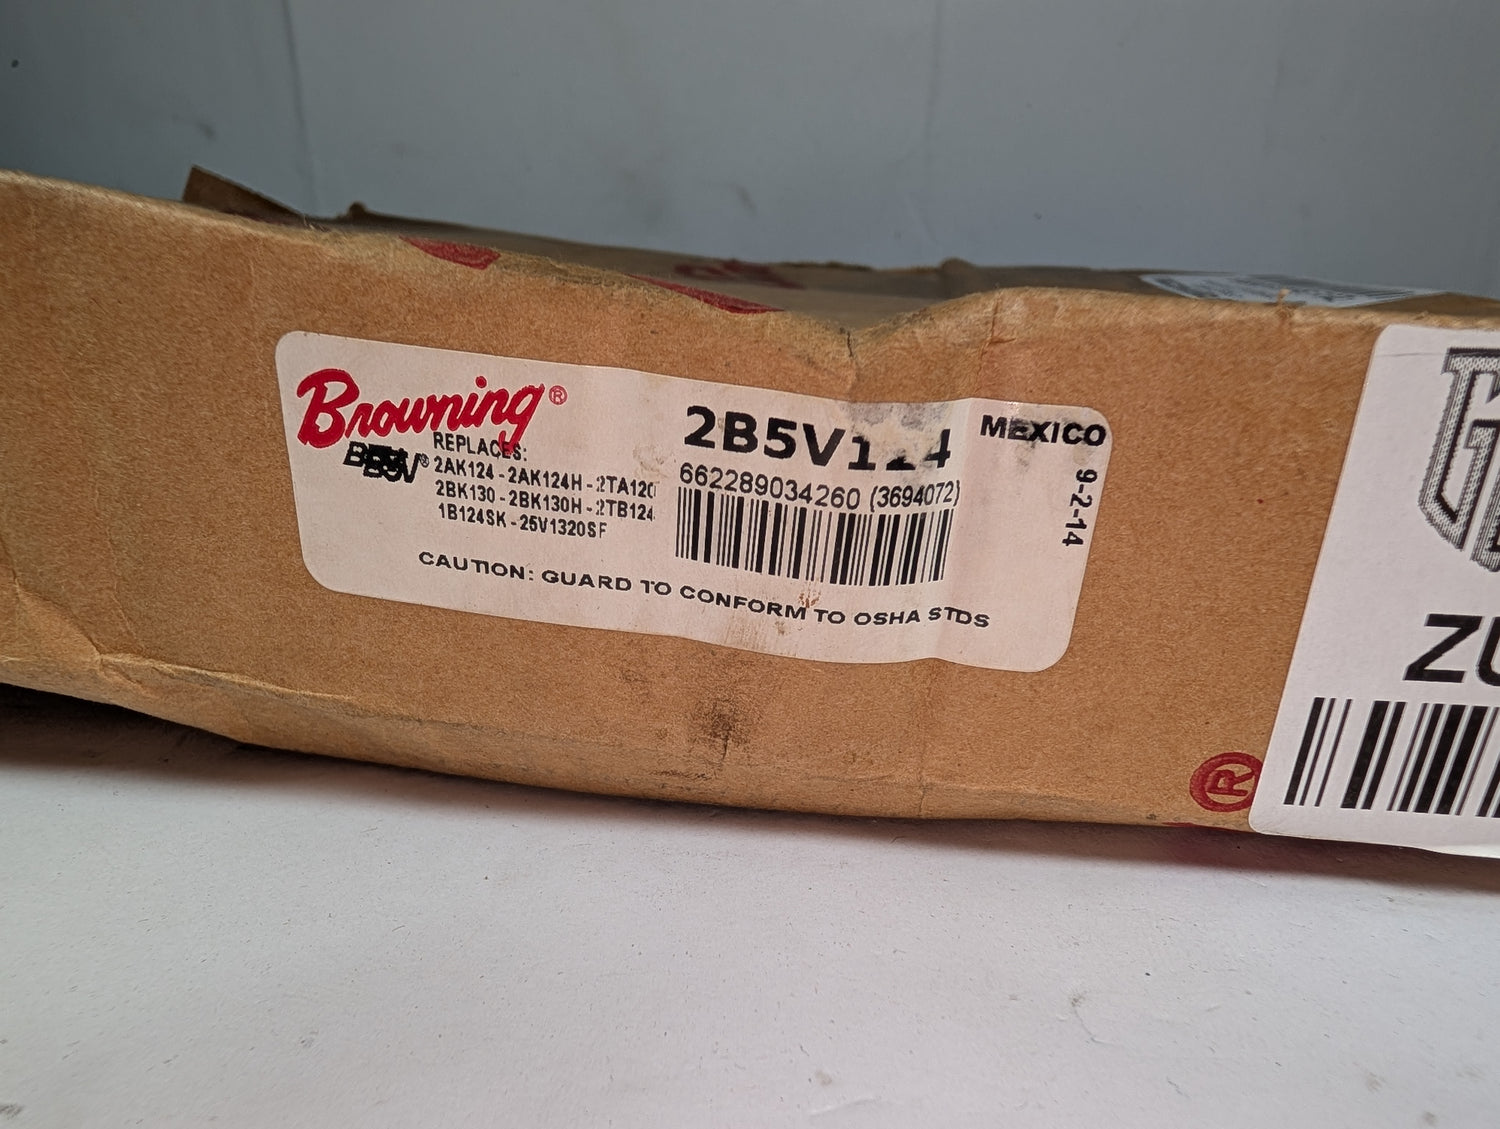 Browning®
REPLACES:
B5V®
2AK124 - 2AK124H - 2TA120
2BK130 - 2BK130H - 2TB124
1B124SK - 25V1320SF
2B5V124
662289034260 (3694072)
MEXICO
9-2-14
CAUTION: GUARD TO CONFORM TO OSHA STDS
®